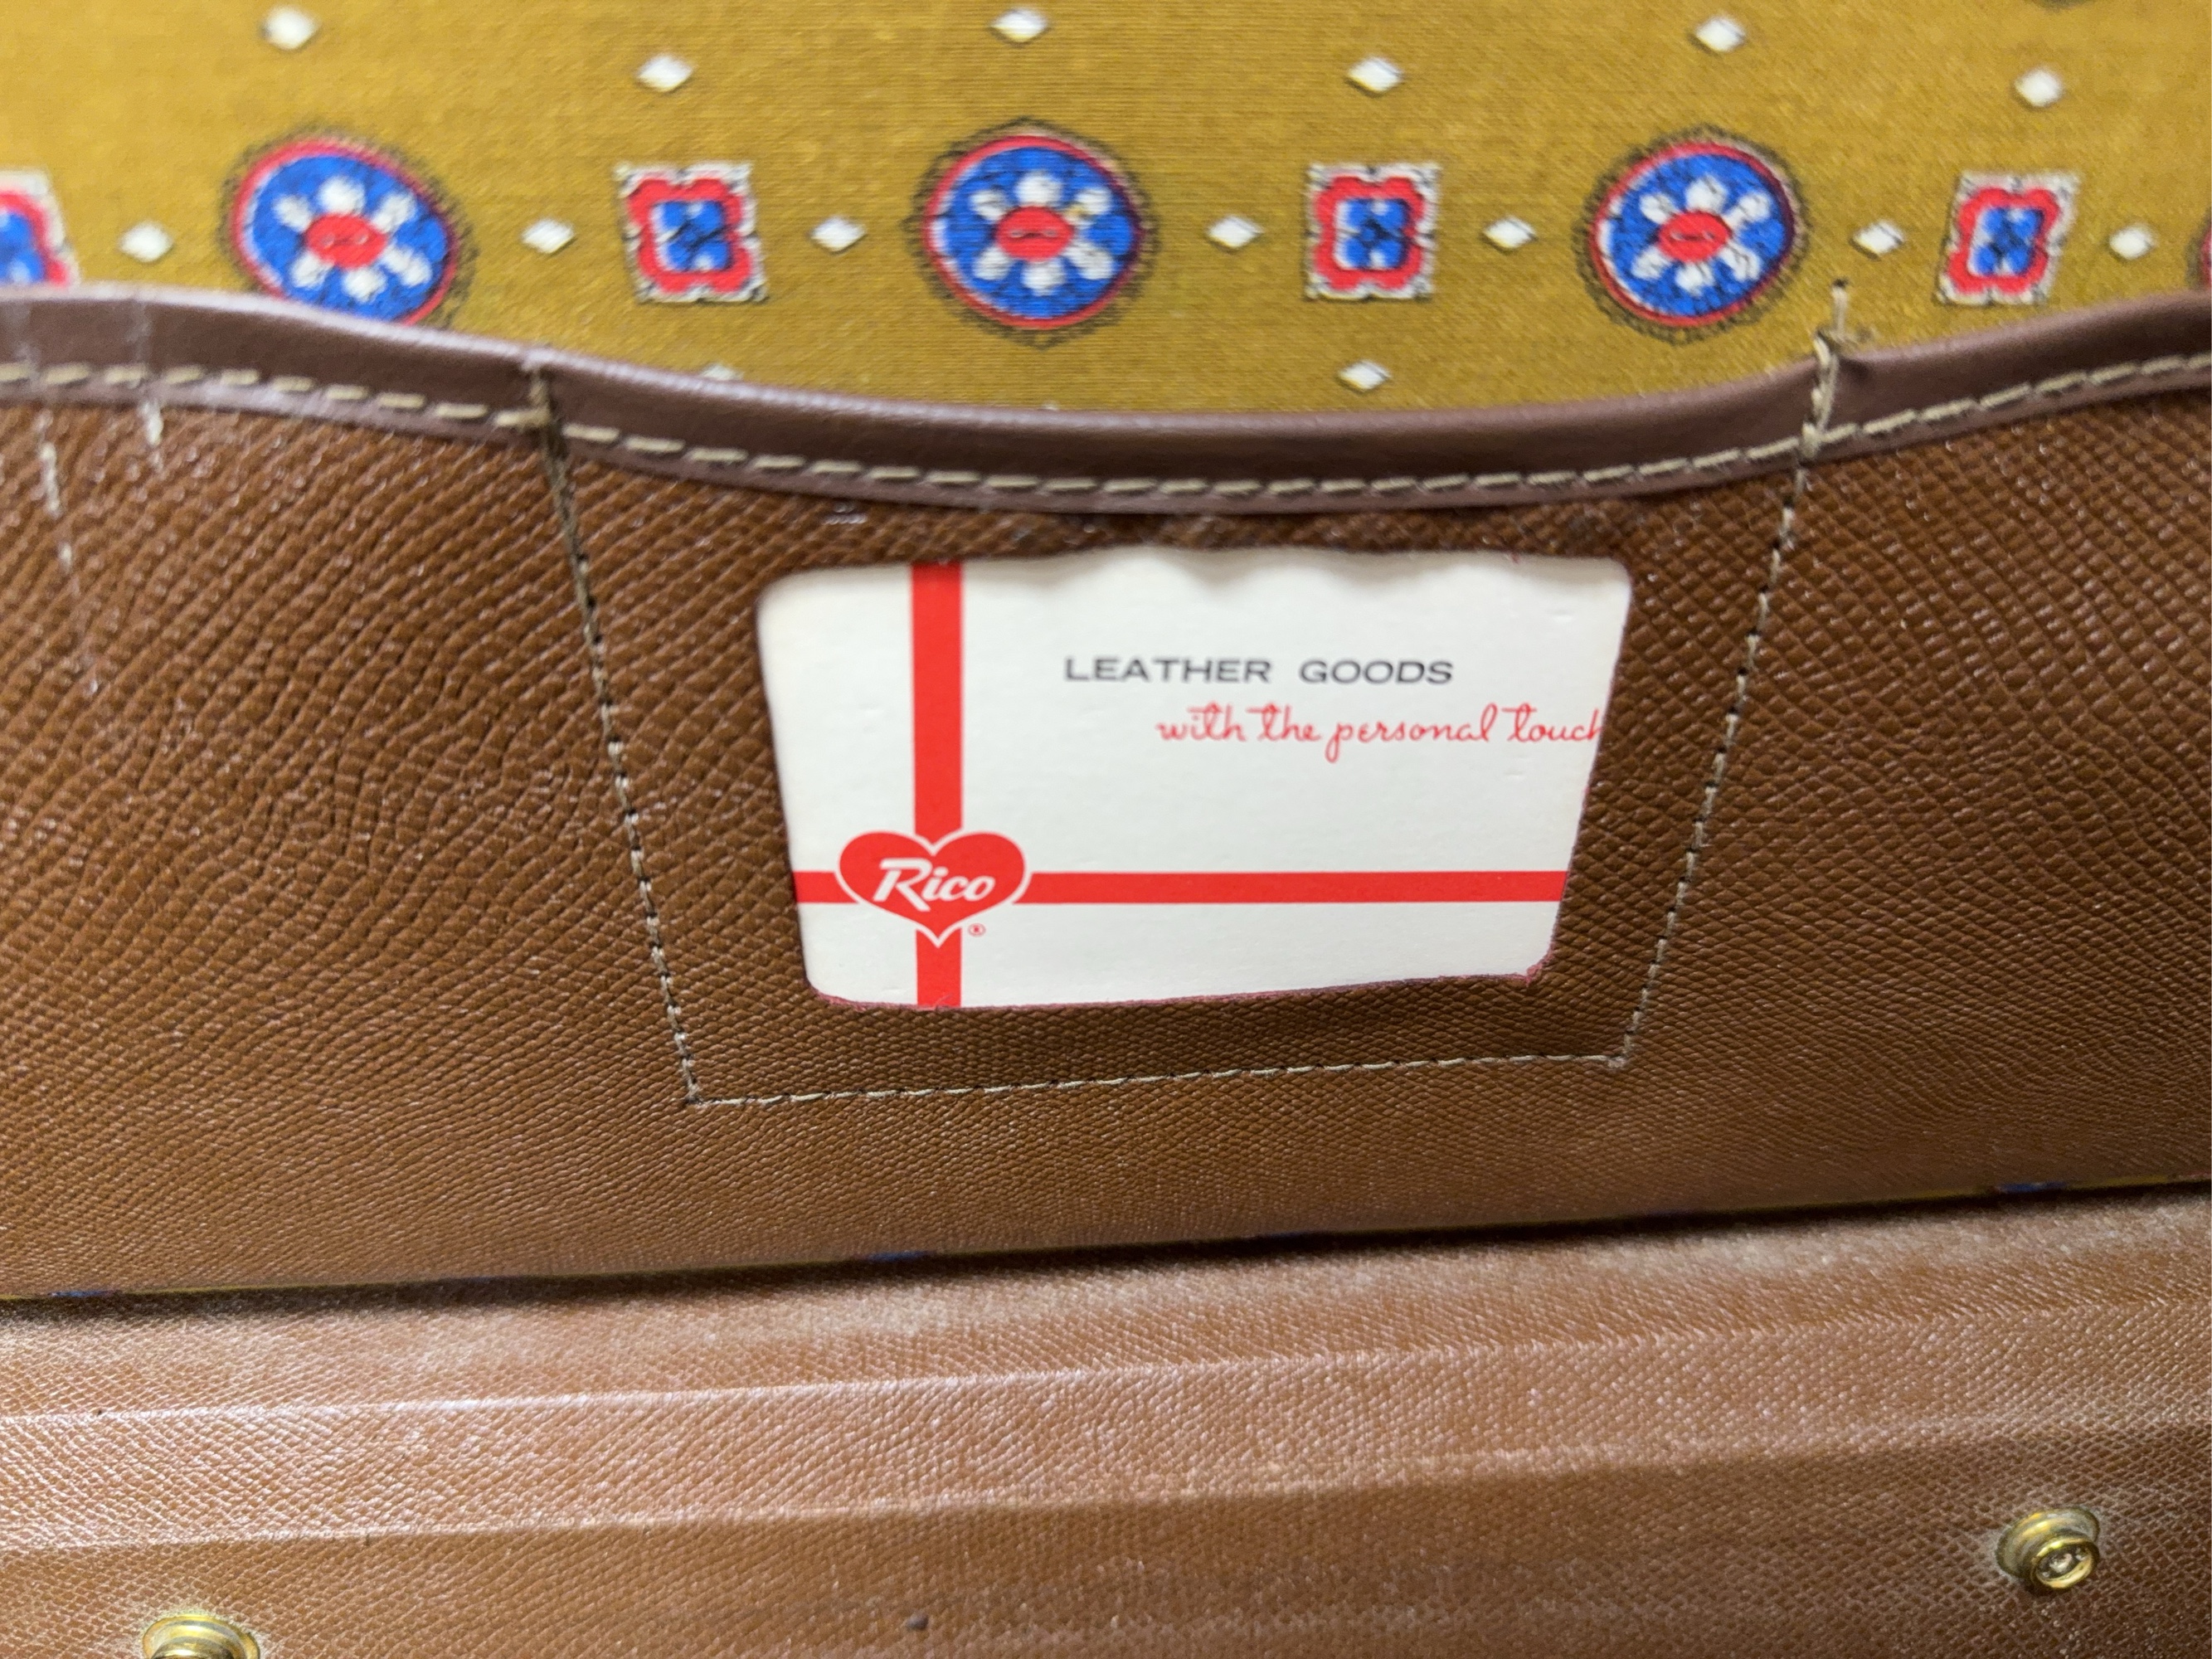 LEATHER GOODS
with the personal touch
Rico ®